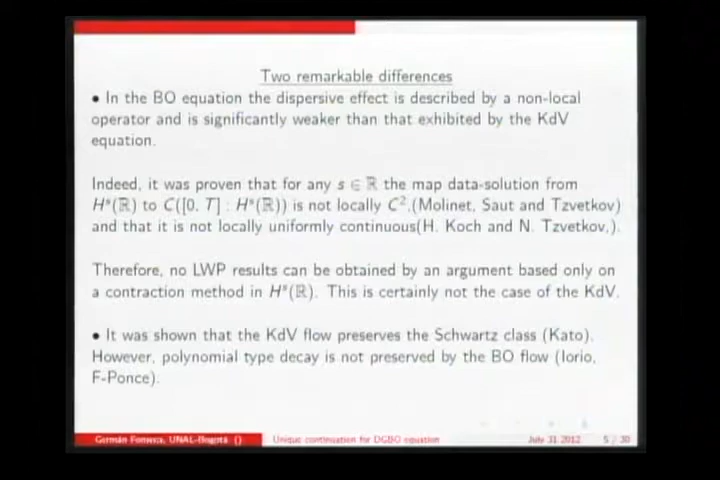 Two remarkable differences
• In the BO equation the dispersive effect is described by a non-local
operator and is significantly weaker than that exhibited by the KdV
equation.
Indeed, it was proven that for any s ∈ ℝ the map data-solution from
Hˢ(ℝ) to C([0, T] : Hˢ(ℝ)) is not locally C².(Molinet, Saut and Tzvetkov)
and that it is not locally uniformly continuous(H. Koch and N. Tzvetkov,).
Therefore, no LWP results can be obtained by an argument based only on
a contraction method in Hˢ(ℝ). This is certainly not the case of the KdV.
• It was shown that the KdV flow preserves the Schwartz class (Kato).
However, polynomial type decay is not preserved by the BO flow (Iorio,
F-Ponce).
Germán Fonseca, UNAL-Bogotá () Unique continuation for DGBO equation July 31 2012 5 / 30